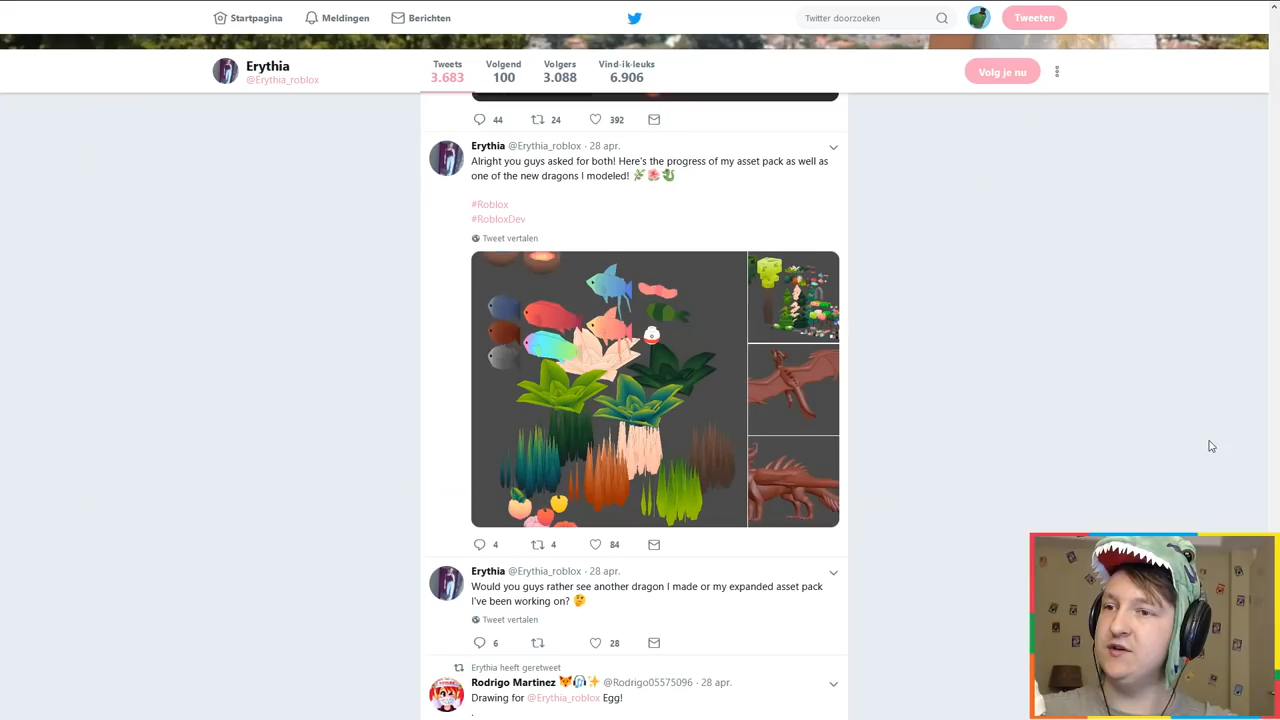 Startpagina
Meldingen
Berichten
Twitter doorzoeken
Tweeten
Erythia
@Erythia_roblox
Tweets
3.683
Volgend
100
Volgers
3.088
Vind-ik-leuks
6.906
Volg je nu
44
24
392
Erythia @Erythia_roblox · 28 apr.
Alright you guys asked for both! Here's the progress of my asset pack as well as
one of the new dragons I modeled! 🌿🌺🐉
#Roblox
#RobloxDev
Tweet vertalen
4
4
84
Erythia @Erythia_roblox · 28 apr.
Would you guys rather see another dragon I made or my expanded asset pack
I've been working on? 🤔
Tweet vertalen
6
28
Erythia heeft geretweet
Rodrigo Martinez 🦊🎧✨ @Rodrigo05575096 · 28 apr.
Drawing for @Erythia_roblox Egg!
.